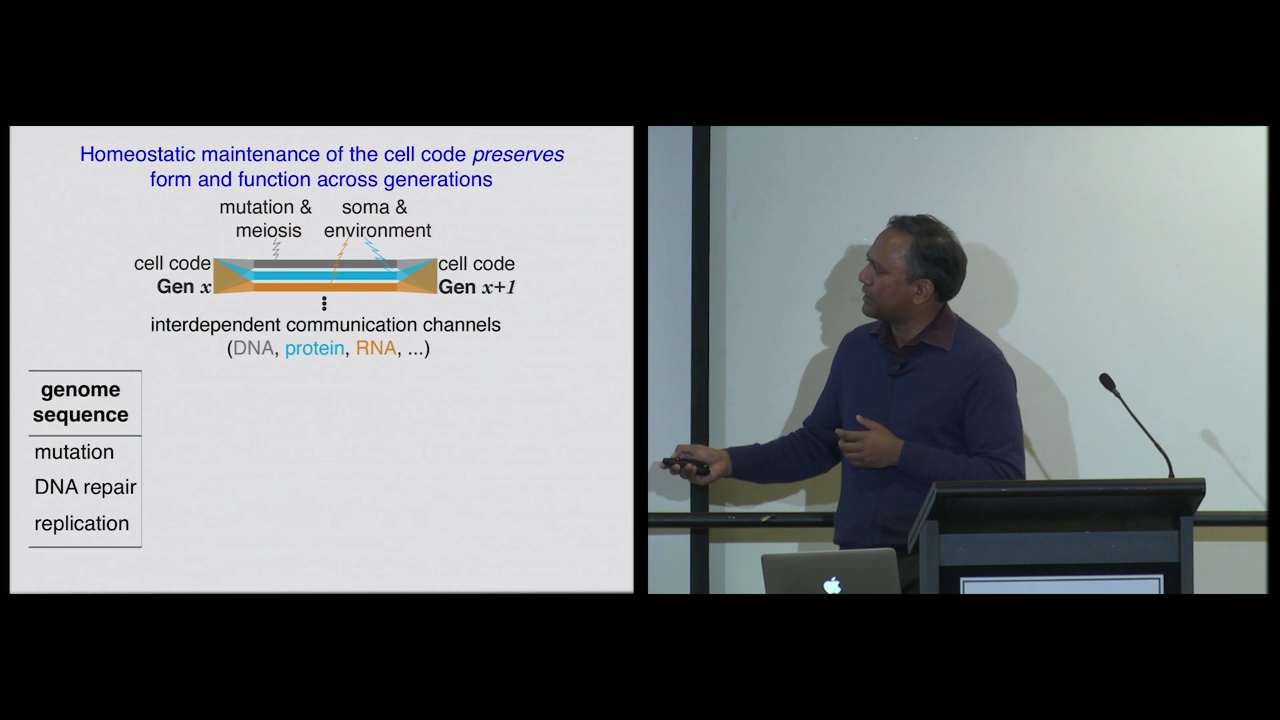 Homeostatic maintenance of the cell code preserves
form and function across generations
mutation & soma &
meiosis environment
cell code cell code
Gen x Gen x+1
interdependent communication channels
(DNA, protein, RNA, ...)
genome
sequence
mutation
DNA repair
replication